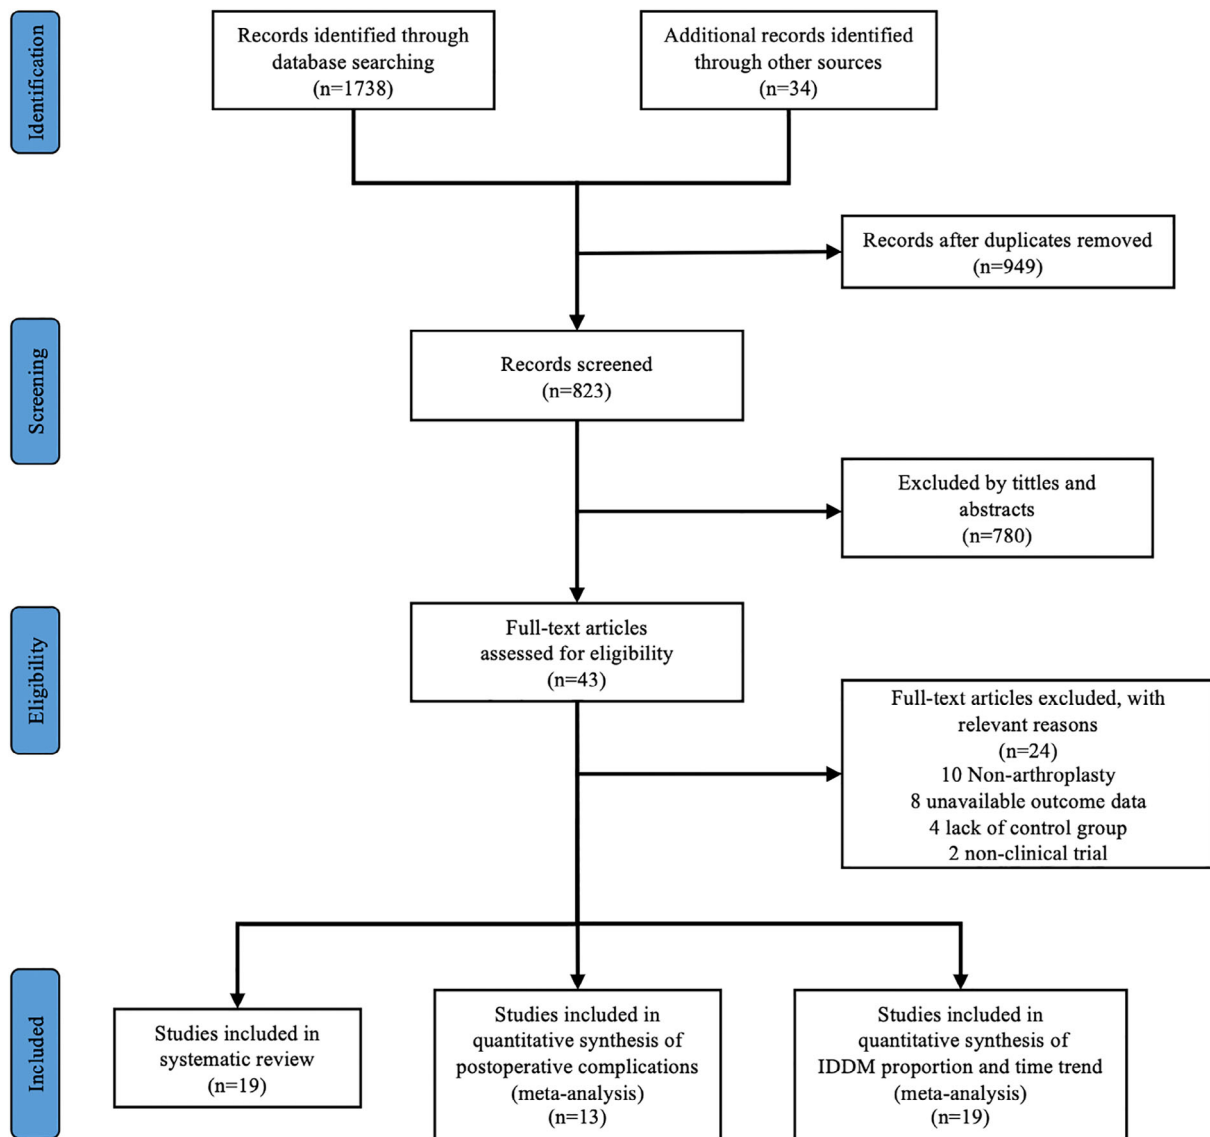 Identification
Records identified through
database searching
(n=1738)
Additional records identified
through other sources
(n=34)
Records after duplicates removed
(n=949)
Screening
Records screened
(n=823)
Excluded by tittles and
abstracts
(n=780)
Eligibility
Full-text articles
assessed for eligibility
(n=43)
Full-text articles excluded, with
relevant reasons
(n=24)
10 Non-arthroplasty
8 unavailable outcome data
4 lack of control group
2 non-clinical trial
Included
Studies included in
systematic review
(n=19)
Studies included in
quantitative synthesis of
postoperative complications
(meta-analysis)
(n=13)
Studies included in
quantitative synthesis of
IDDM proportion and time trend
(meta-analysis)
(n=19)